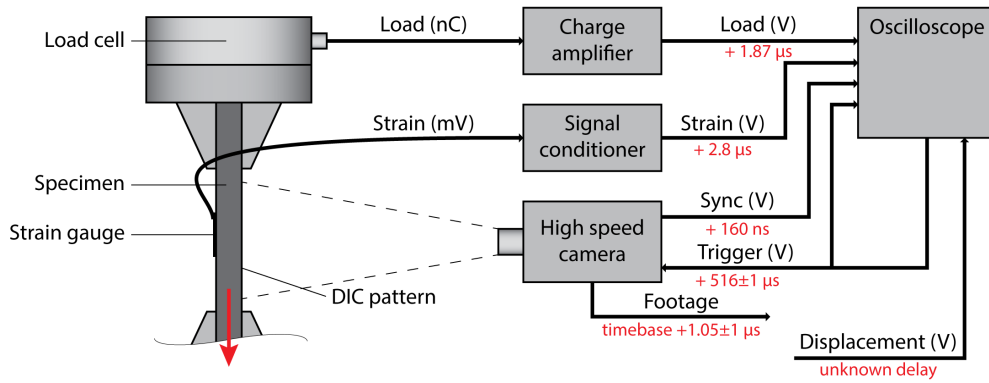 Load cell
Load (nC)
Charge
amplifier
Load (V)
+ 1.87 µs
Oscilloscope
Strain (mV)
Signal
conditioner
Strain (V)
+ 2.8 µs
Specimen
Strain gauge
DIC pattern
High speed
camera
Sync (V)
+ 160 ns
Trigger (V)
+ 516±1 µs
Footage
timebase +1.05±1 µs
Displacement (V)
unknown delay